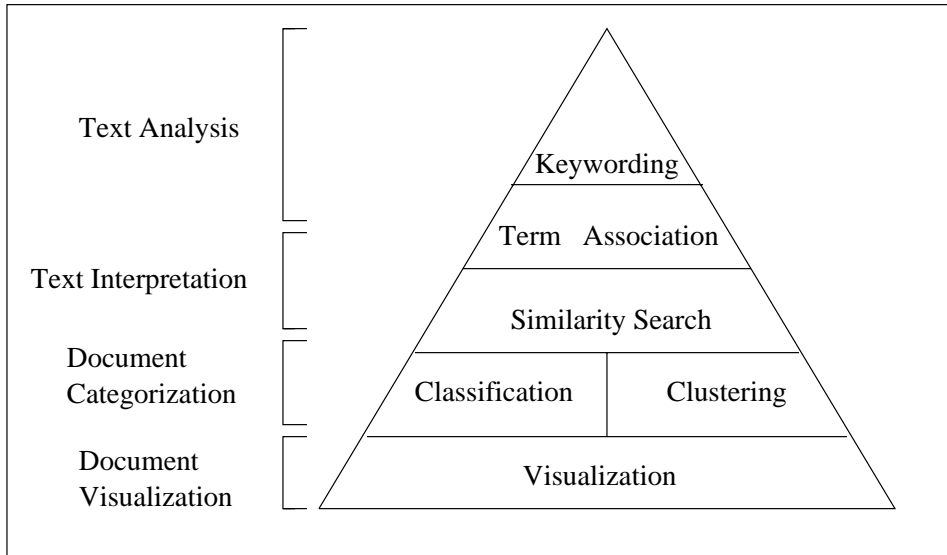 Text Analysis
Keywording
Term Association
Text Interpretation
Similarity Search
Document
Categorization
Classification
Clustering
Document
Visualization
Visualization